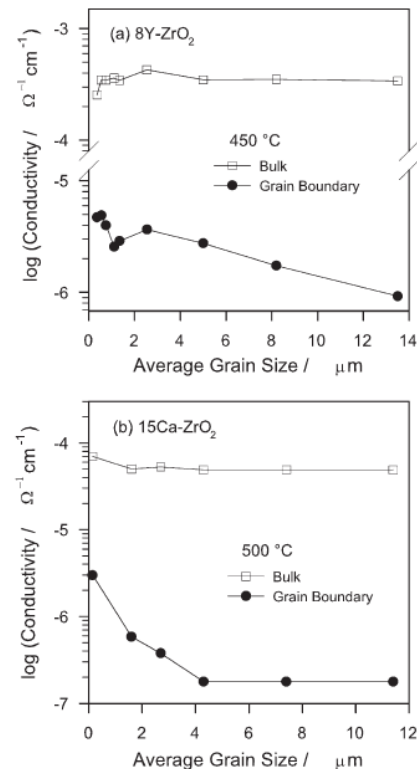 (a) 8Y-ZrO₂
-3
-4
450 °C
Bulk
Grain Boundary
-5
-6
log (Conductivity / Ω⁻¹ cm⁻¹)
0 2 4 6 8 10 12 14
Average Grain Size / μm
(b) 15Ca-ZrO₂
-4
-5
500 °C
Bulk
Grain Boundary
-6
-7
log (Conductivity / Ω⁻¹ cm⁻¹)
0 2 4 6 8 10 12
Average Grain Size / μm